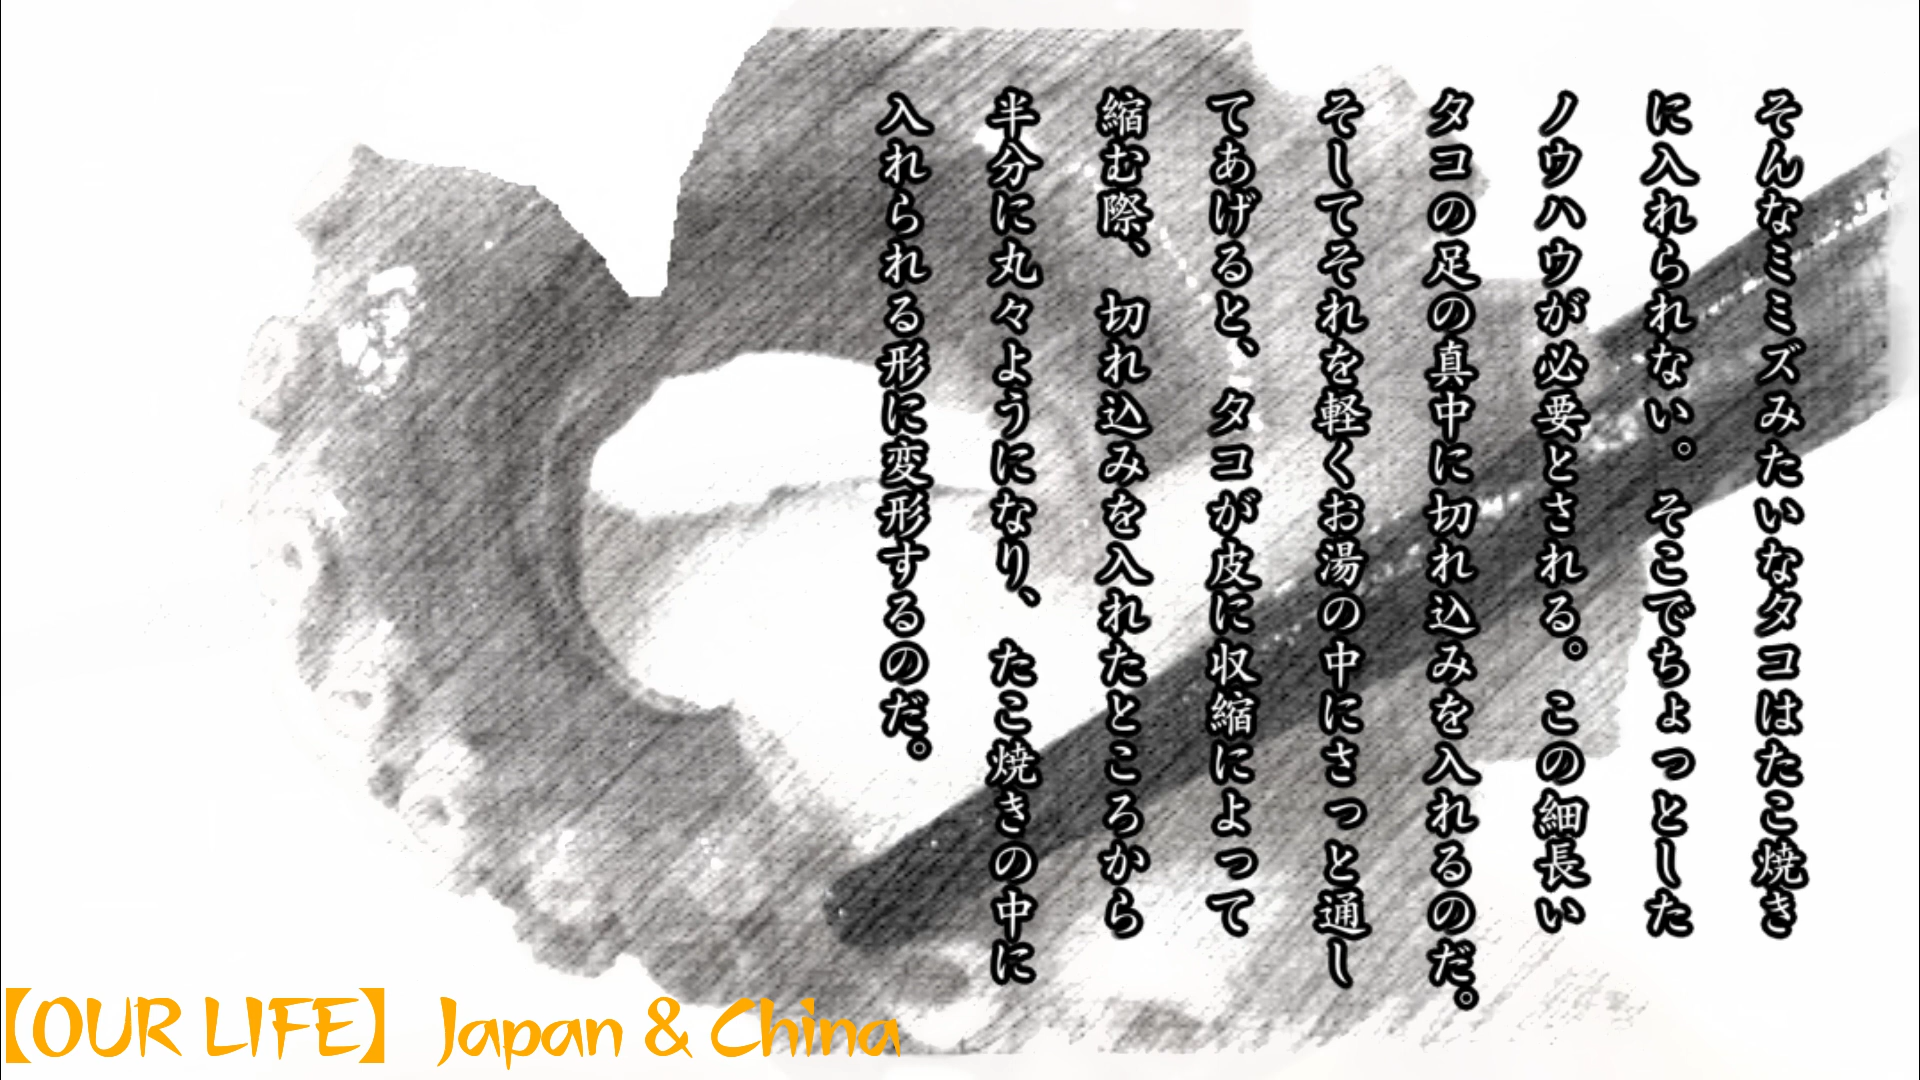 そんなミミズみたいなタコはたこ焼き
に入れられない。そこでちょっとした
ノウハウが必要とされる。この細長い
タコの足の真中に切れ込みを入れるのだ。
そしてそれを軽くお湯の中にさっと通し
てあげると、タコが皮に収縮によって
縮む際、切れ込みを入れたところから
半分に丸々ようになり、たこ焼きの中に
入れられる形に変形するのだ。
【OUR LIFE】 Japan & China